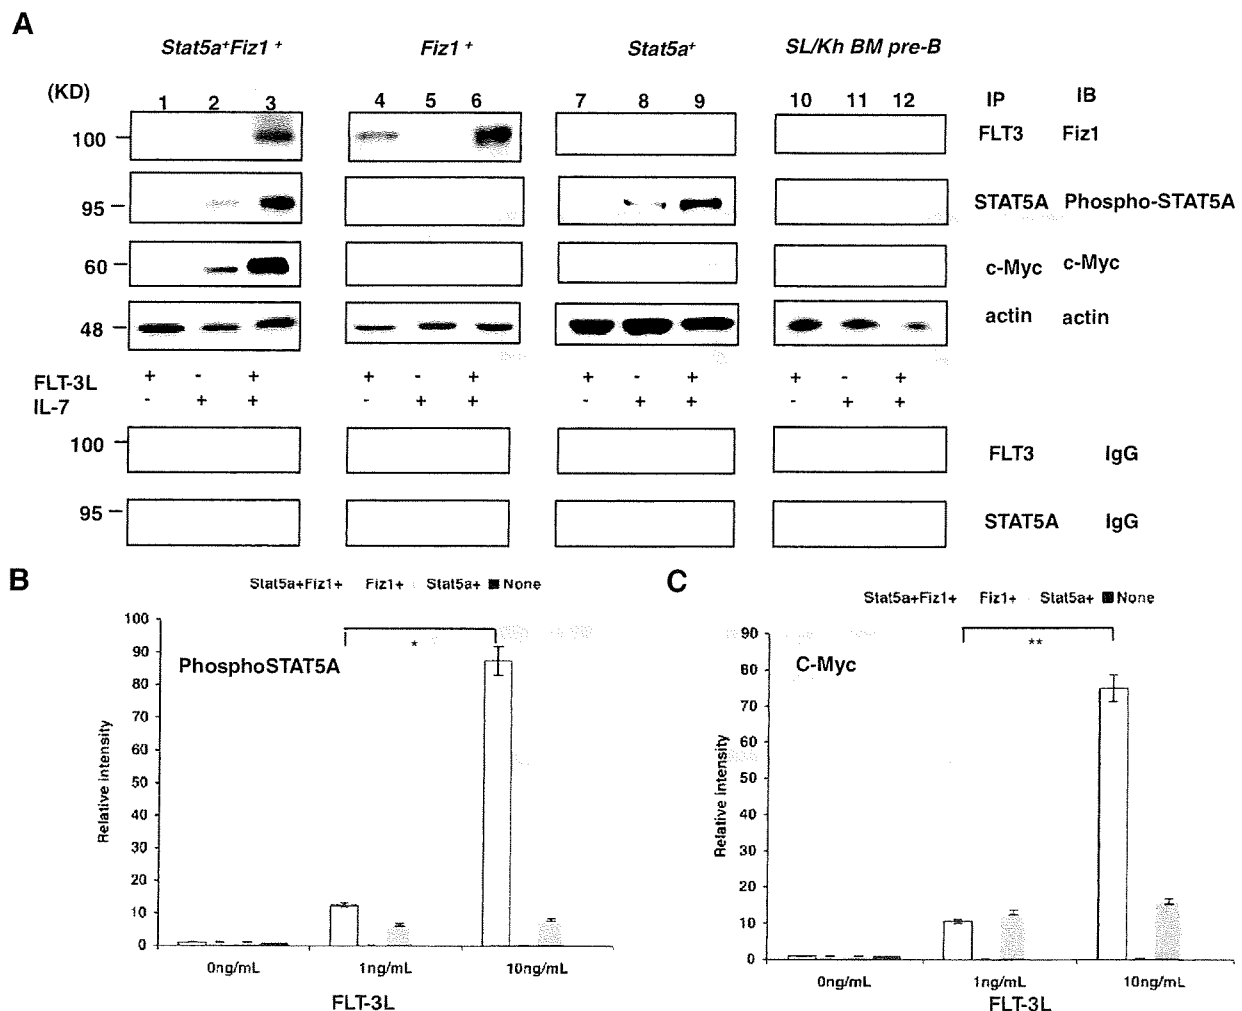 A
Stat5a+Fiz1 + Fiz1 + Stat5a+ SL/Kh BM pre-B
(KD) 1 2 3 4 5 6 7 8 9 10 11 12 IP IB
100 FLT3 Fiz1
95 STAT5A Phospho-STAT5A
60 c-Myc c-Myc
48 actin actin
FLT-3L + - + + - + + - + + - +
IL-7 - + + - + + - + + - + +
100 FLT3 IgG
95 STAT5A IgG
B
Stat5a+Fiz1+ Fiz1+ Stat5a+ None
100
90
80
70
60
50
40
30
20
10
0
Relative intensity
PhosphoSTAT5A
*
0ng/mL 1ng/mL 10ng/mL
FLT-3L
C
Stat5a+Fiz1+ Fiz1+ Stat5a+ None
90
80
70
60
50
40
30
20
10
0
Relative intensity
C-Myc
**
0ng/mL 1ng/mL 10ng/mL
FLT-3L